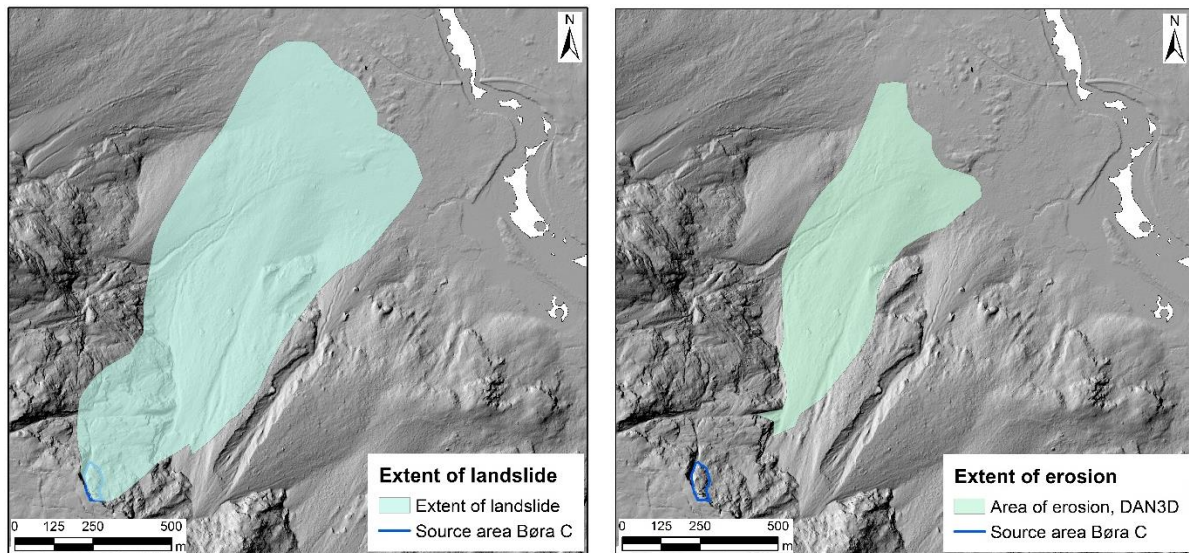 N
Extent of landslide
Extent of landslide
Source area Børa C
0 125 250 500
m
N
Extent of erosion
Area of erosion, DAN3D
Source area Børa C
0 125 250 500
m